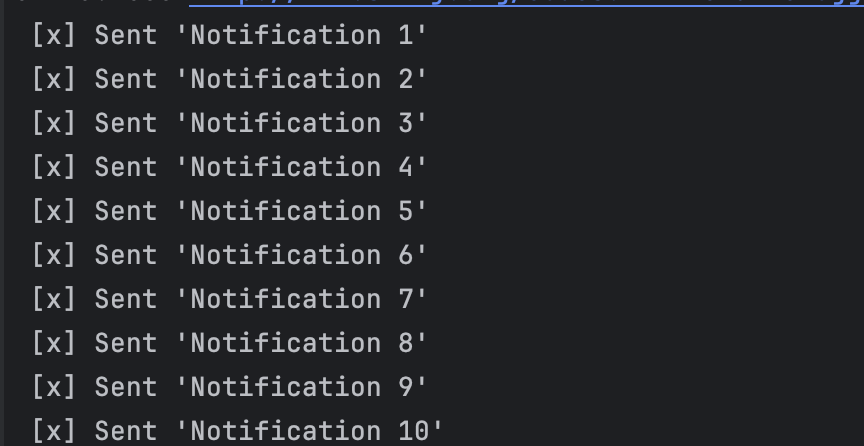 [x] Sent 'Notification 1'
[x] Sent 'Notification 2'
[x] Sent 'Notification 3'
[x] Sent 'Notification 4'
[x] Sent 'Notification 5'
[x] Sent 'Notification 6'
[x] Sent 'Notification 7'
[x] Sent 'Notification 8'
[x] Sent 'Notification 9'
[x] Sent 'Notification 10'